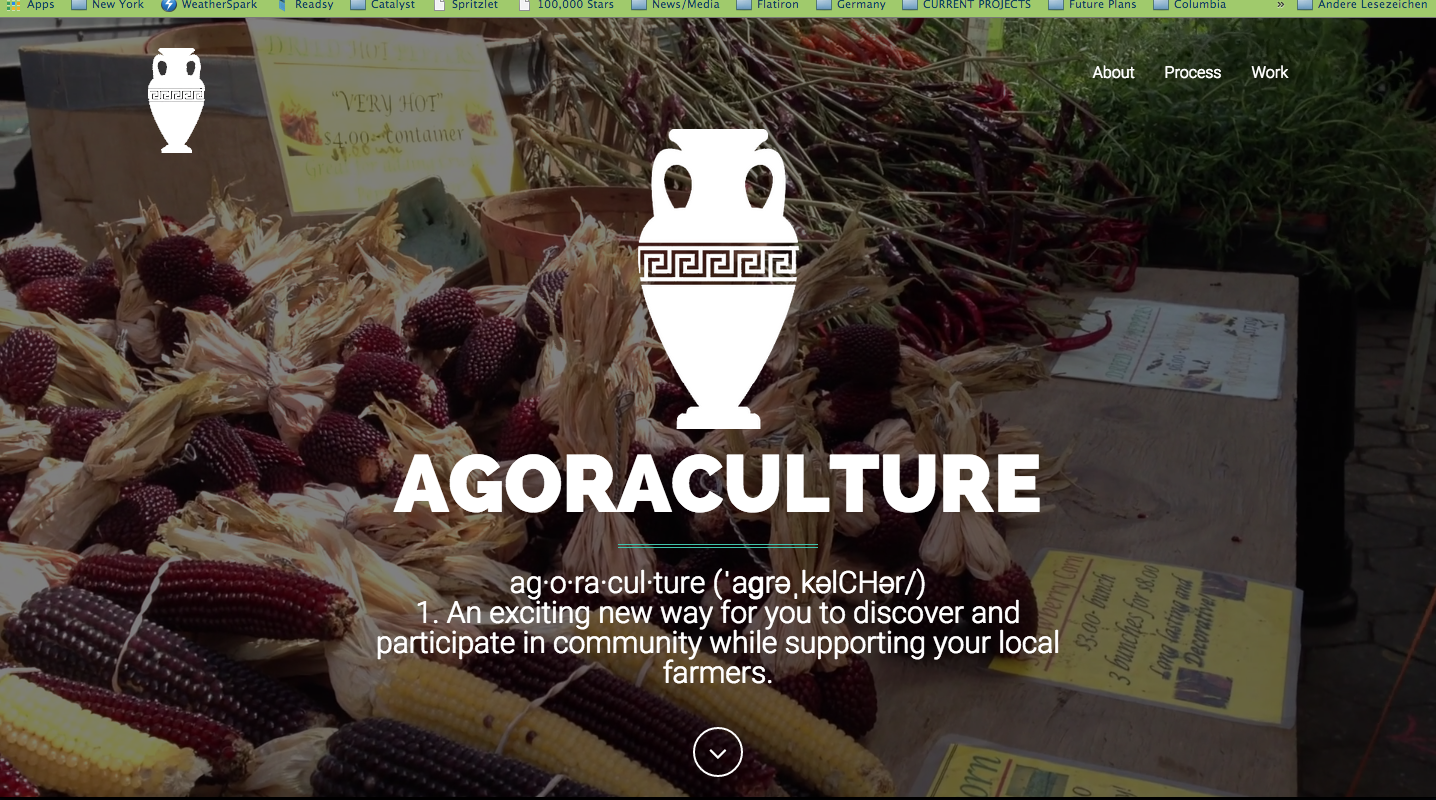 Apps New York WeatherSpark Readsy Catalyst Spritzlet 100,000 Stars News/Media Flatiron Germany CURRENT PROJECTS Future Plans Columbia » Andere Lesezeichen
About Process Work
"VERY HOT"
$4.00 Container
AGORACULTURE
ag·o·ra·cul·ture (ˈagrəˌkəlCHər/)
1. An exciting new way for you to discover and
participate in community while supporting your local
farmers.
Corn
$3.00 bunch
3 bunches for $8.00
Long lasting and
Decorative!